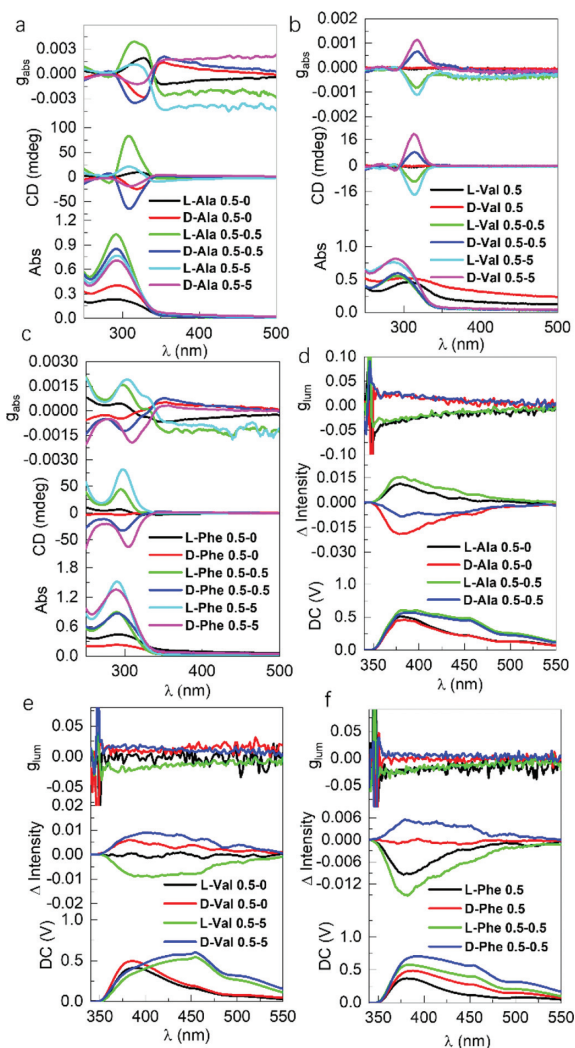 a
g_abs
0.003
0.000
-0.003
CD (mdeg)
100
50
0
-50
Abs
1.2
0.9
0.6
0.3
0.0
L-Ala 0.5-0
D-Ala 0.5-0
L-Ala 0.5-0.5
D-Ala 0.5-0.5
L-Ala 0.5-5
D-Ala 0.5-5
300 400 500
λ (nm)
b
g_abs
0.002
0.001
0.000
-0.001
-0.002
CD (mdeg)
16
0
-16
Abs
1.0
0.5
0.0
L-Val 0.5
D-Val 0.5
L-Val 0.5-0.5
D-Val 0.5-0.5
L-Val 0.5-5
D-Val 0.5-5
300 400 500
λ (nm)
c
g_abs
0.0030
0.0015
0.0000
-0.0015
-0.0030
CD (mdeg)
50
0
-50
Abs
1.8
1.2
0.6
0.0
L-Phe 0.5-0
D-Phe 0.5-0
L-Phe 0.5-0.5
D-Phe 0.5-0.5
L-Phe 0.5-5
D-Phe 0.5-5
300 400 500
λ (nm)
d
g_lum
0.10
0.05
0.00
-0.05
-0.10
Δ Intensity
0.015
0.000
-0.015
-0.030
DC (V)
1.0
0.5
0.0
L-Ala 0.5-0
D-Ala 0.5-0
L-Ala 0.5-0.5
D-Ala 0.5-0.5
350 400 450 500 550
λ (nm)
e
g_lum
0.05
0.00
-0.05
Δ Intensity
0.02
0.01
0.00
-0.01
-0.02
DC (V)
1.0
0.5
0.0
L-Val 0.5-0
D-Val 0.5-0
L-Val 0.5-5
D-Val 0.5-5
350 400 450 500 550
λ (nm)
f
g_lum
0.05
0.00
-0.05
Δ Intensity
0.006
0.000
-0.006
-0.012
DC (V)
1.0
0.5
0.0
L-Phe 0.5
D-Phe 0.5
L-Phe 0.5-0.5
D-Phe 0.5-0.5
350 400 450 500 550
λ (nm)